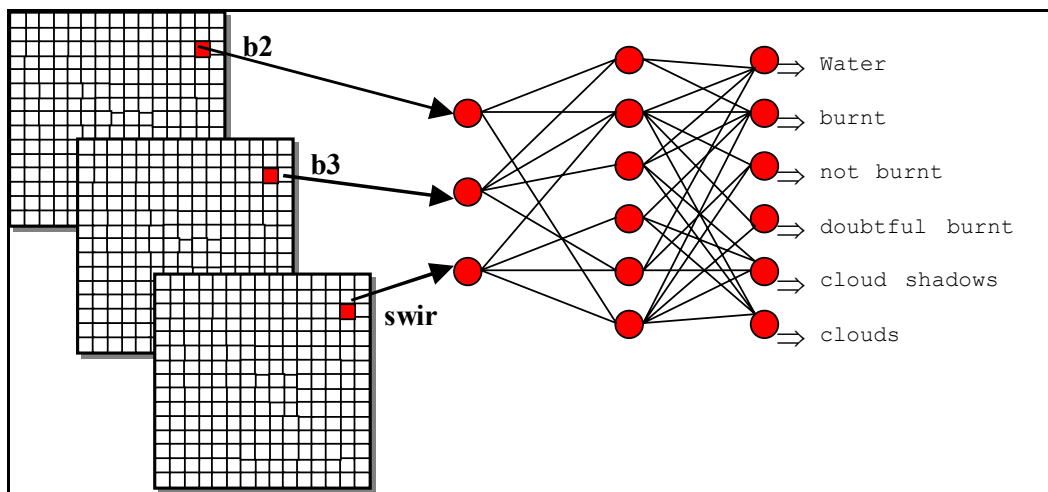 b2
b3
swir
⇒ Water
⇒ burnt
⇒ not burnt
⇒ doubtful burnt
⇒ cloud shadows
⇒ clouds